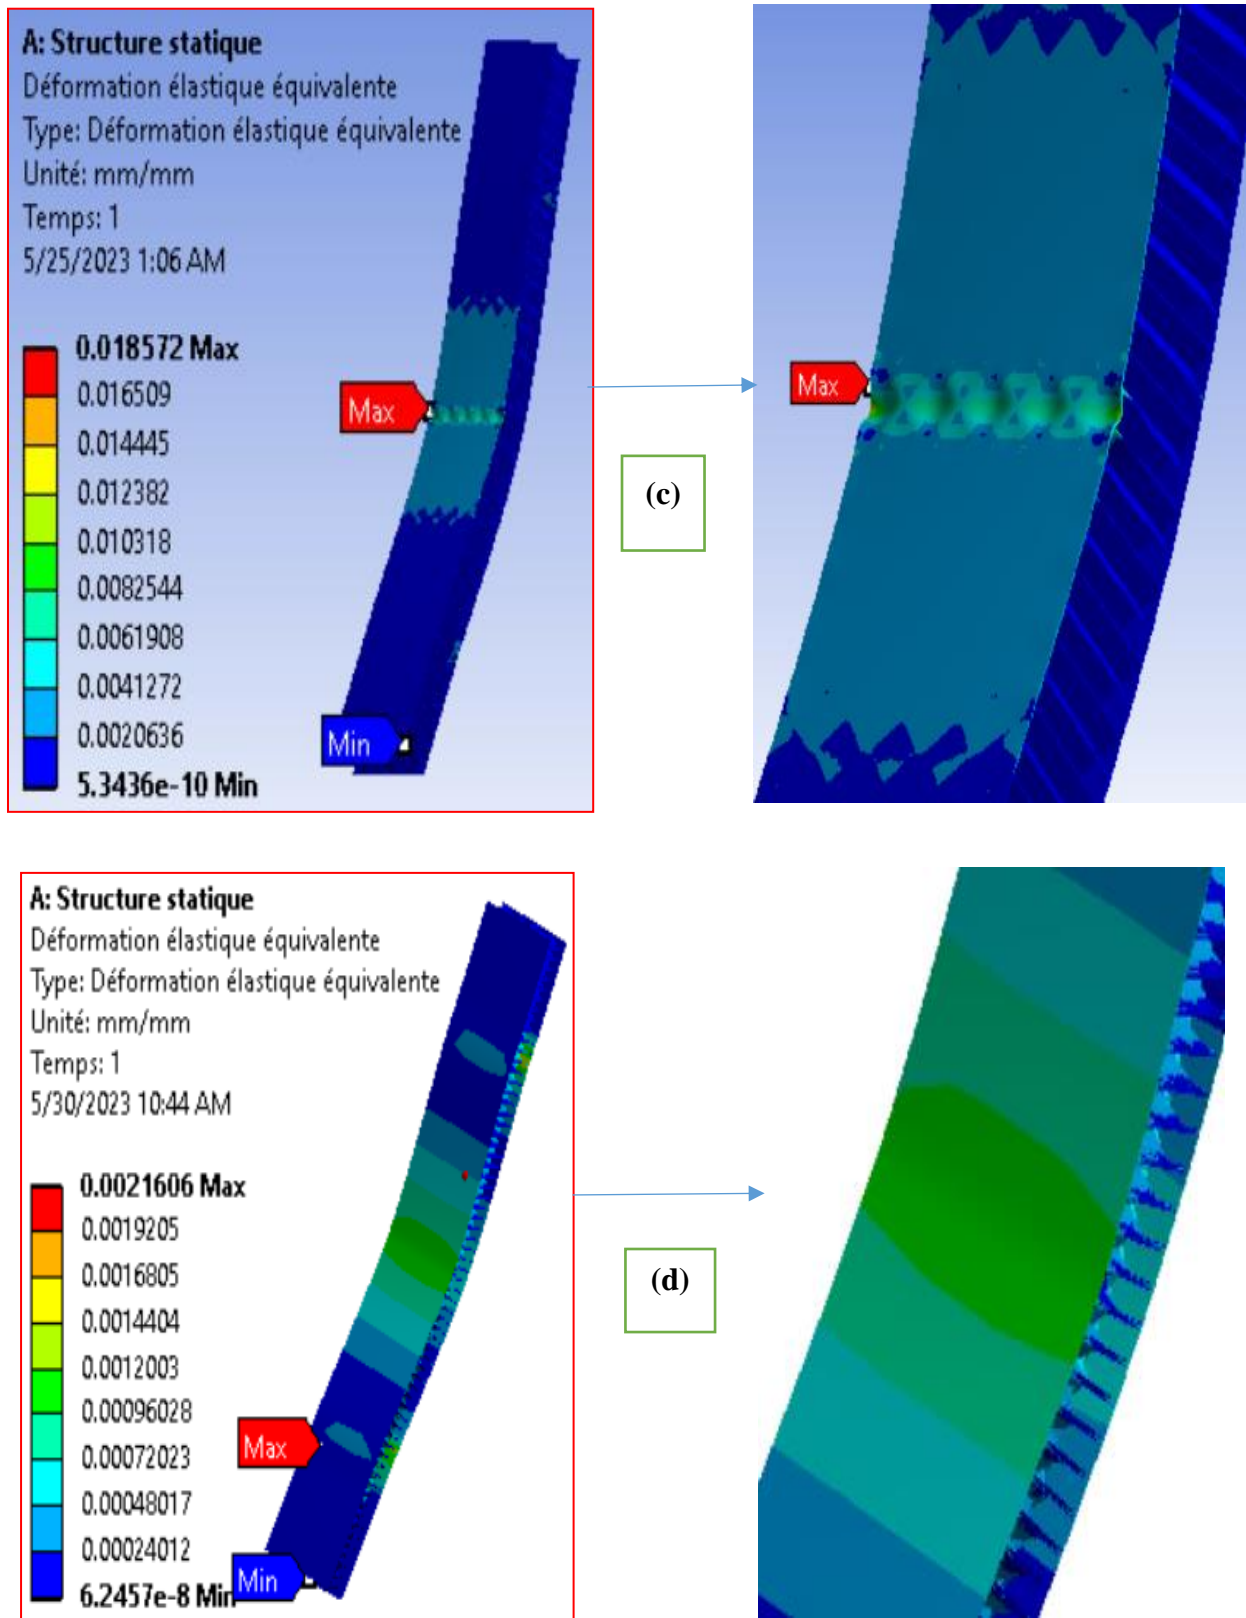 A: Structure statique
Déformation élastique équivalente
Type: Déformation élastique équivalente
Unité: mm/mm
Temps: 1
5/25/2023 1:06 AM
0.018572 Max
0.016509
0.014445
0.012382
0.010318
0.0082544
0.0061908
0.0041272
0.0020636
5.3436e-10 Min
Max
Min
Max
(c)
A: Structure statique
Déformation élastique équivalente
Type: Déformation élastique équivalente
Unité: mm/mm
Temps: 1
5/30/2023 10:44 AM
0.0021606 Max
0.0019205
0.0016805
0.0014404
0.0012003
0.00096028
0.00072023
0.00048017
0.00024012
6.2457e-8 Min
Max
Min
(d)